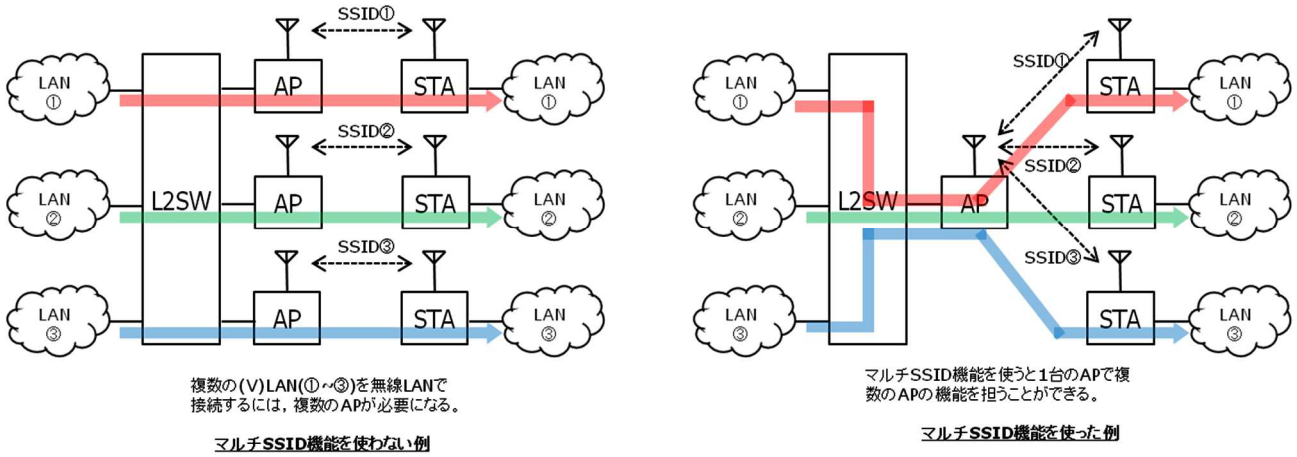 SSID①
LAN
①
AP
STA
LAN
①
SSID②
LAN
②
L2SW
AP
STA
LAN
②
SSID③
LAN
③
AP
STA
LAN
③
複数の(V)LAN(①~③)を無線LANで
接続するには，複数のAPが必要になる。
マルチSSID機能を使わない例
SSID①
LAN
①
STA
LAN
①
SSID②
LAN
②
L2SW
AP
STA
LAN
②
SSID③
LAN
③
STA
LAN
③
マルチSSID機能を使うと1台のAPで複
数のAPの機能を担うことができる。
マルチSSID機能を使った例